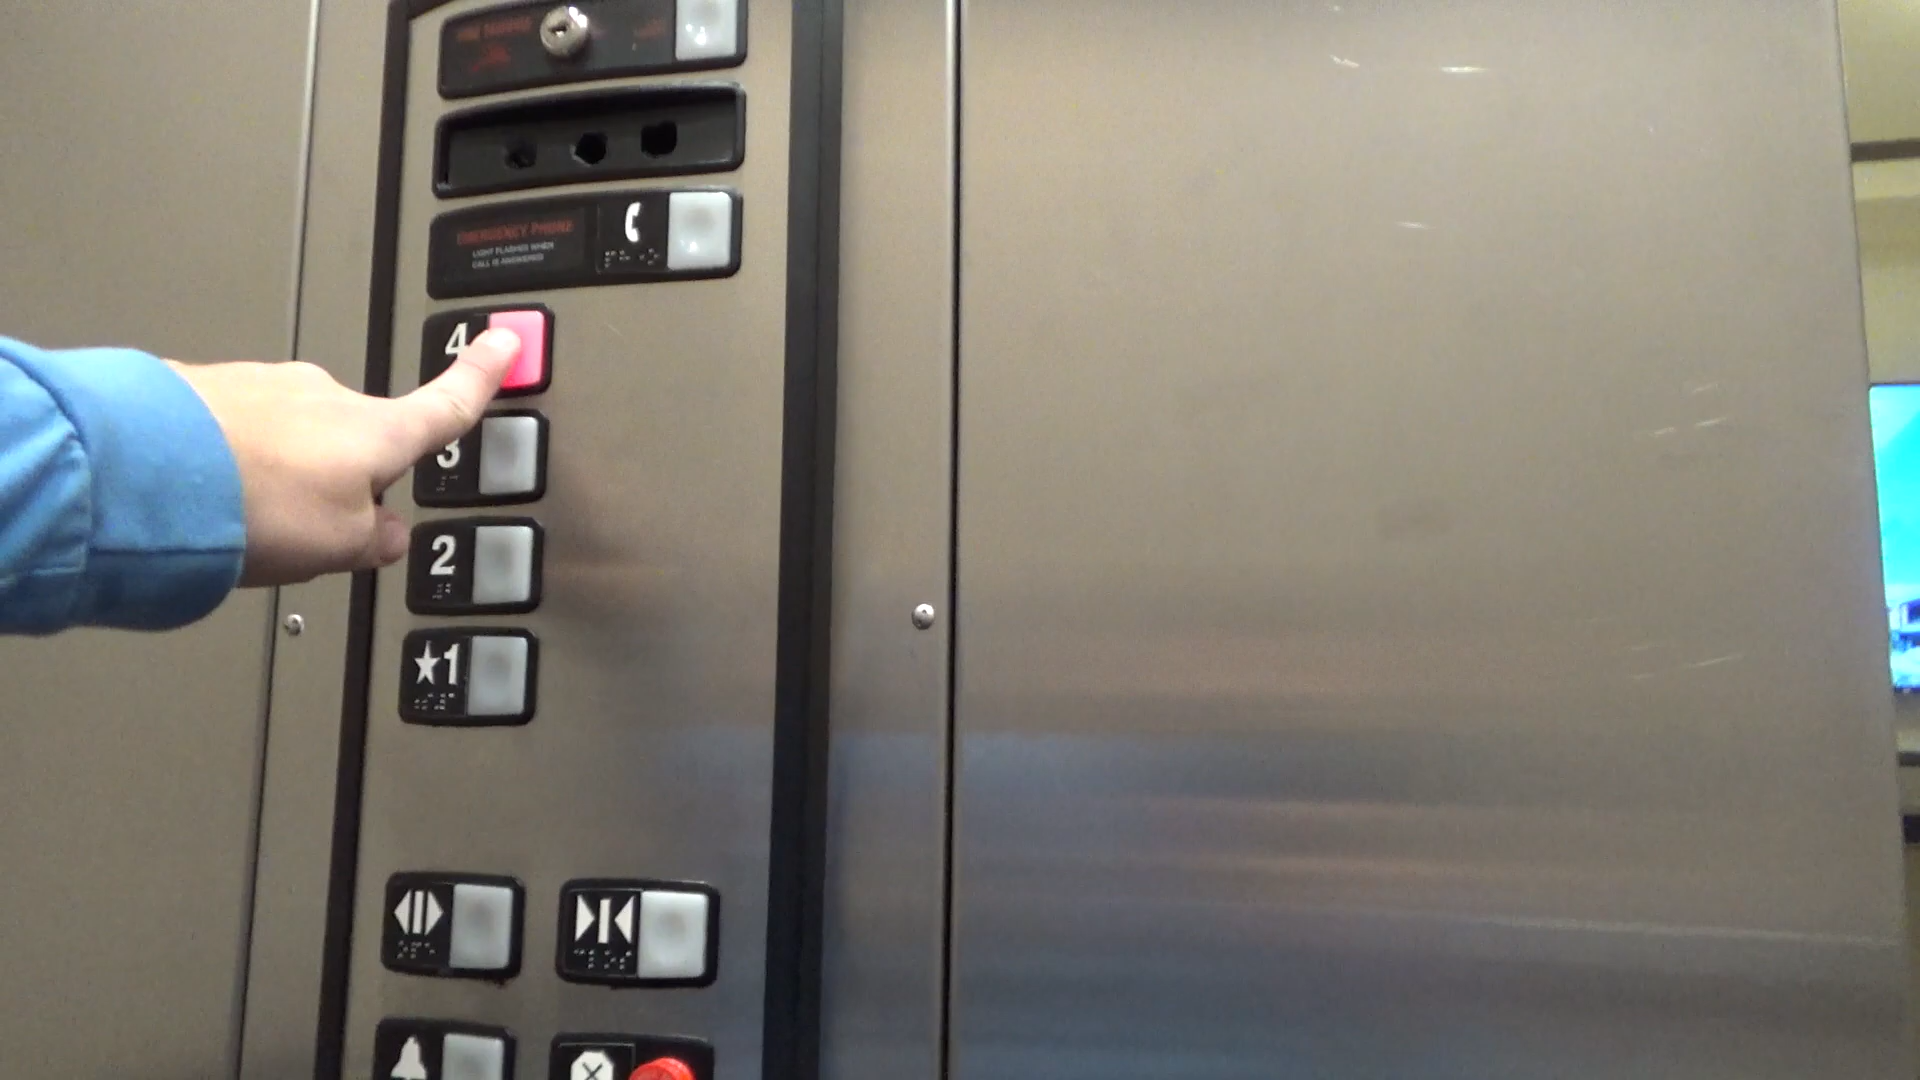 EMERGENCY PHONE
LIGHT FLASHES WHEN
CALL IS ANSWERED
4
3
2
★1